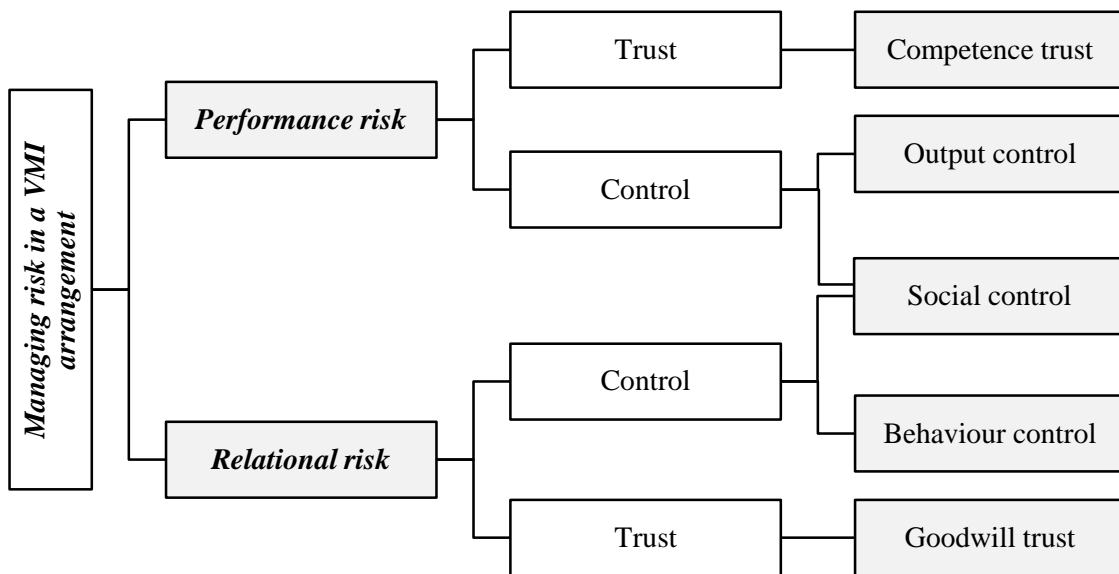 Managing risk in a VMI
arrangement
Performance risk
Relational risk
Trust
Control
Control
Trust
Competence trust
Output control
Social control
Behaviour control
Goodwill trust